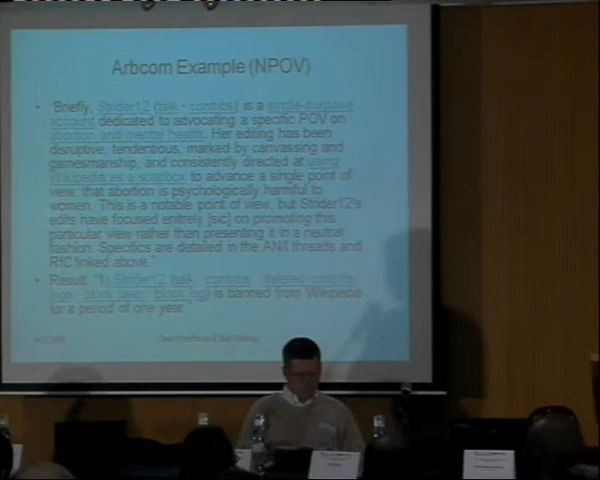 Arbcom Example (NPOV)
• "Briefly, Strider12 (talk · contribs) is a single-purpose
account dedicated to advocating a specific POV on
abortion and mental health. Her editing has been
disruptive, tendentious, marked by canvassing and
gamesmanship, and consistently directed at using
Wikipedia as a soapbox to advance a single point of
view: that abortion is psychologically harmful to
women. This is a notable point of view, but Strider12's
edits have focused entirely [sic] on promoting this
particular view rather than presenting it in a neutral
fashion. Specifics are detailed in the AN/I threads and
RfC linked above."
• Result: "1) Strider12 (talk · contribs · deleted contribs ·
block user · block log) is banned from Wikipedia
for a period of one year."